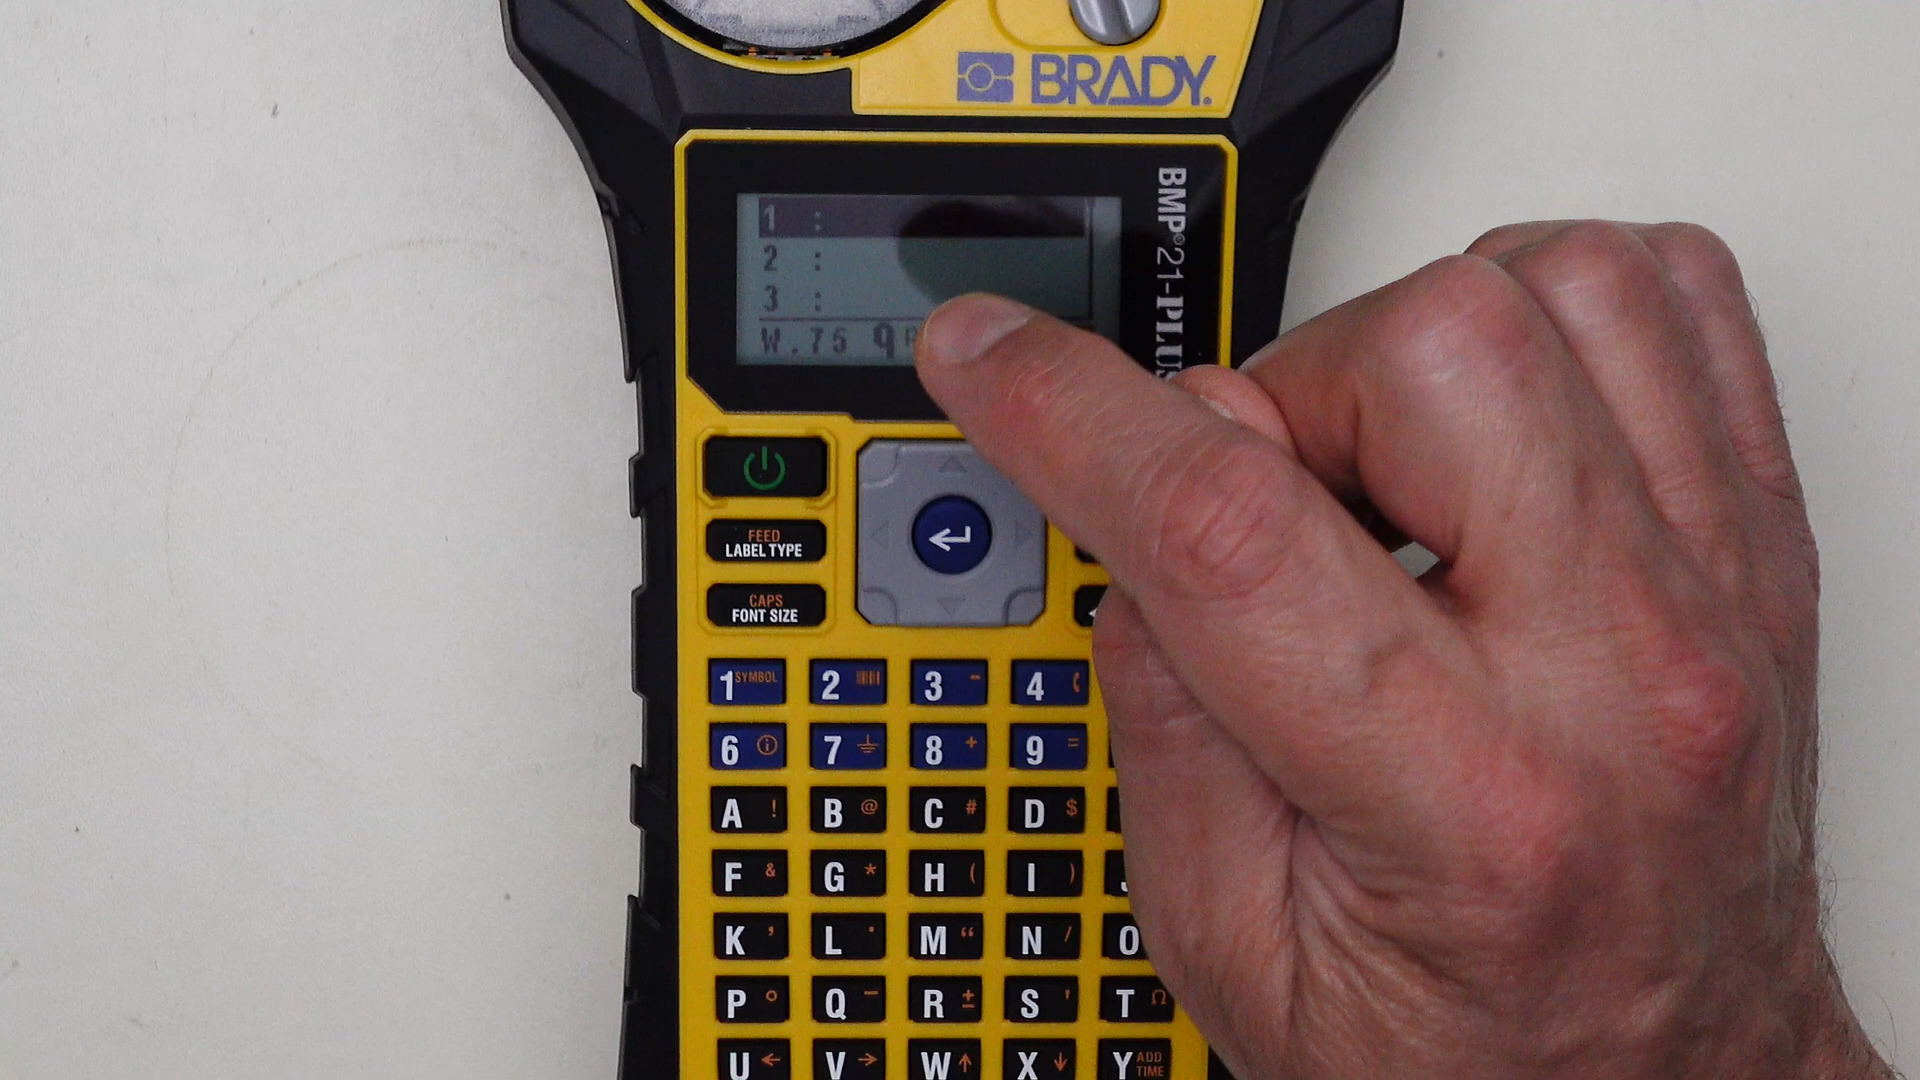 BRADY.
BMP®21-PLUS
1 :
2 :
3 :
W.75 9
FEED
LABEL TYPE
CAPS
FONT SIZE
1 SYMBOL 2 3 - 4 (
6 7 8 + 9 =
A ! B @ C # D $
F & G * H ( I )
K ' L . M “ N / O
P ° Q - R ± S ' T Ω
U ← V → W ↑ X ↓ Y ADD TIME